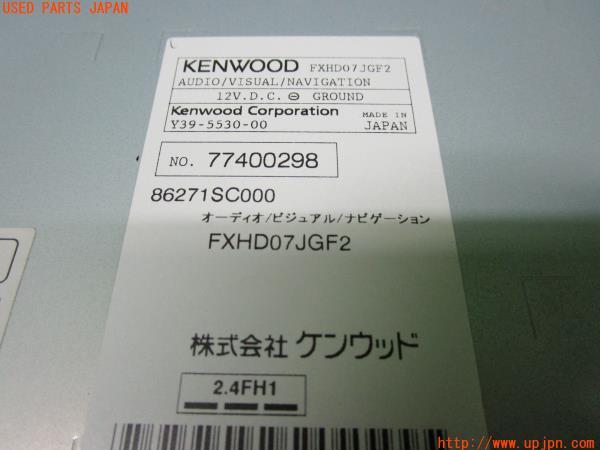 USED PARTS JAPAN
KENWOOD FXHD07JGF2
AUDIO/VISUAL/NAVIGATION
12V.D.C. ⊖ GROUND
Kenwood Corporation MADE IN
Y39-5530-00 JAPAN
NO. 77400298
86271SC000
オーディオ/ビジュアル/ナビゲーション
FXHD07JGF2
株式会社 ケンウッド
2.4FH1
http://www.upjpn.com/